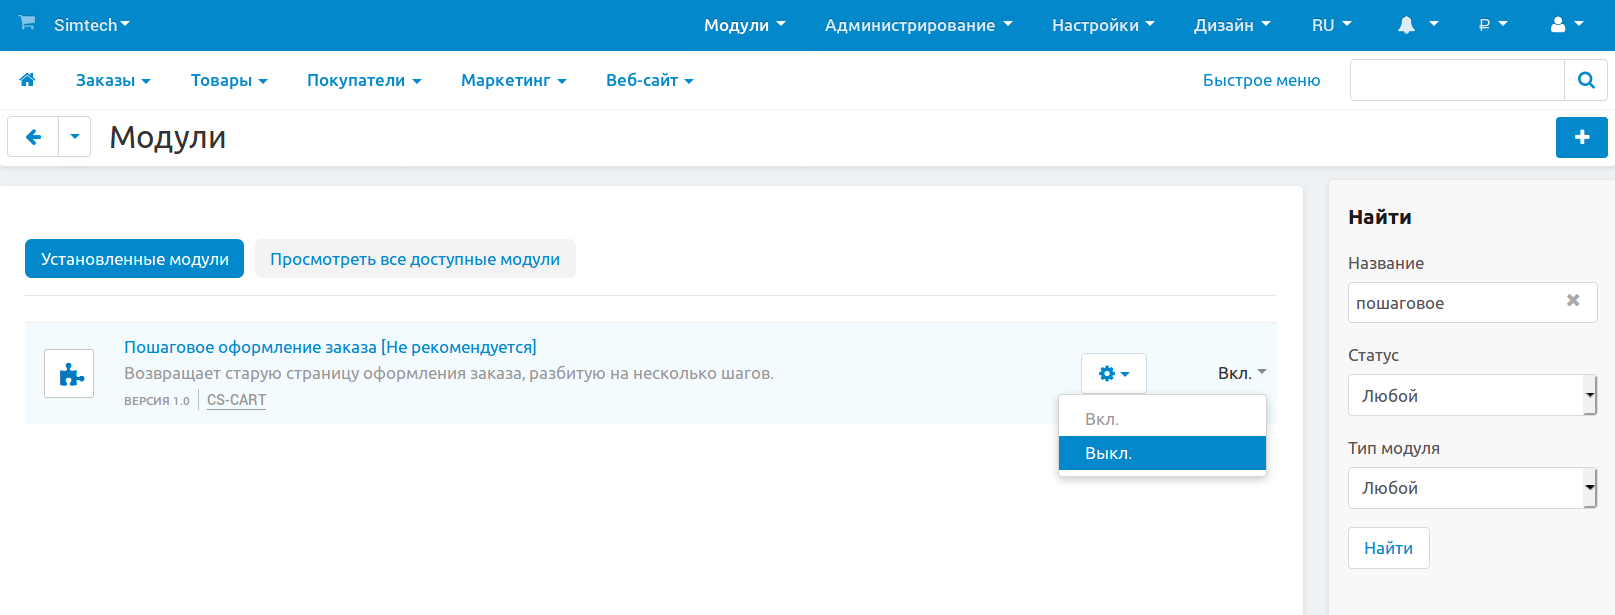 Simtech Модули Администрирование Настройки Дизайн RU ₽
Заказы Товары Покупатели Маркетинг Веб-сайт Быстрое меню
Модули
Найти
Установленные модули Просмотреть все доступные модули
Название
пошаговое
Пошаговое оформление заказа [Не рекомендуется]
Возвращает старую страницу оформления заказа, разбитую на несколько шагов.
ВЕРСИЯ 1.0 CS-CART
Вкл.
Вкл.
Выкл.
Статус
Любой
Тип модуля
Любой
Найти